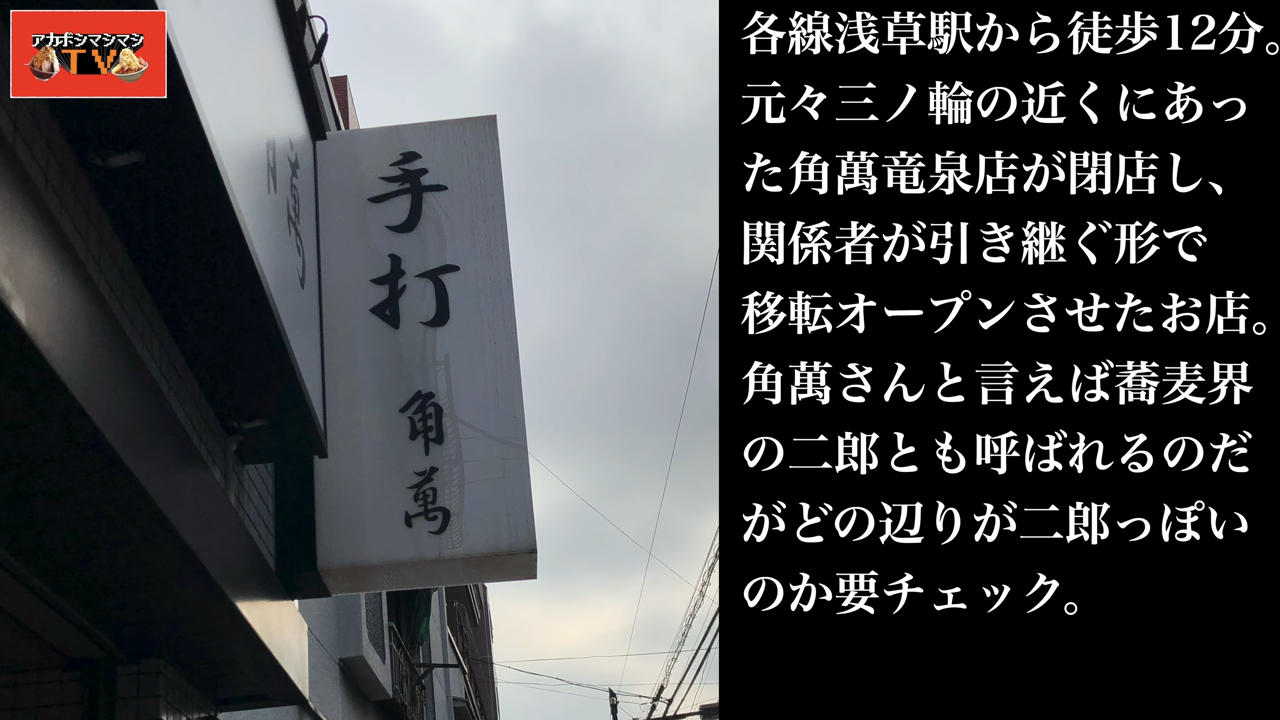 アカボシマシマシ
TV
手打
角萬
各線浅草駅から徒歩12分。
元々三ノ輪の近くにあっ
た角萬竜泉店が閉店し、
関係者が引き継ぐ形で
移転オープンさせたお店。
角萬さんと言えば蕎麦界
の二郎とも呼ばれるのだ
がどの辺りが二郎っぽい
のか要チェック。